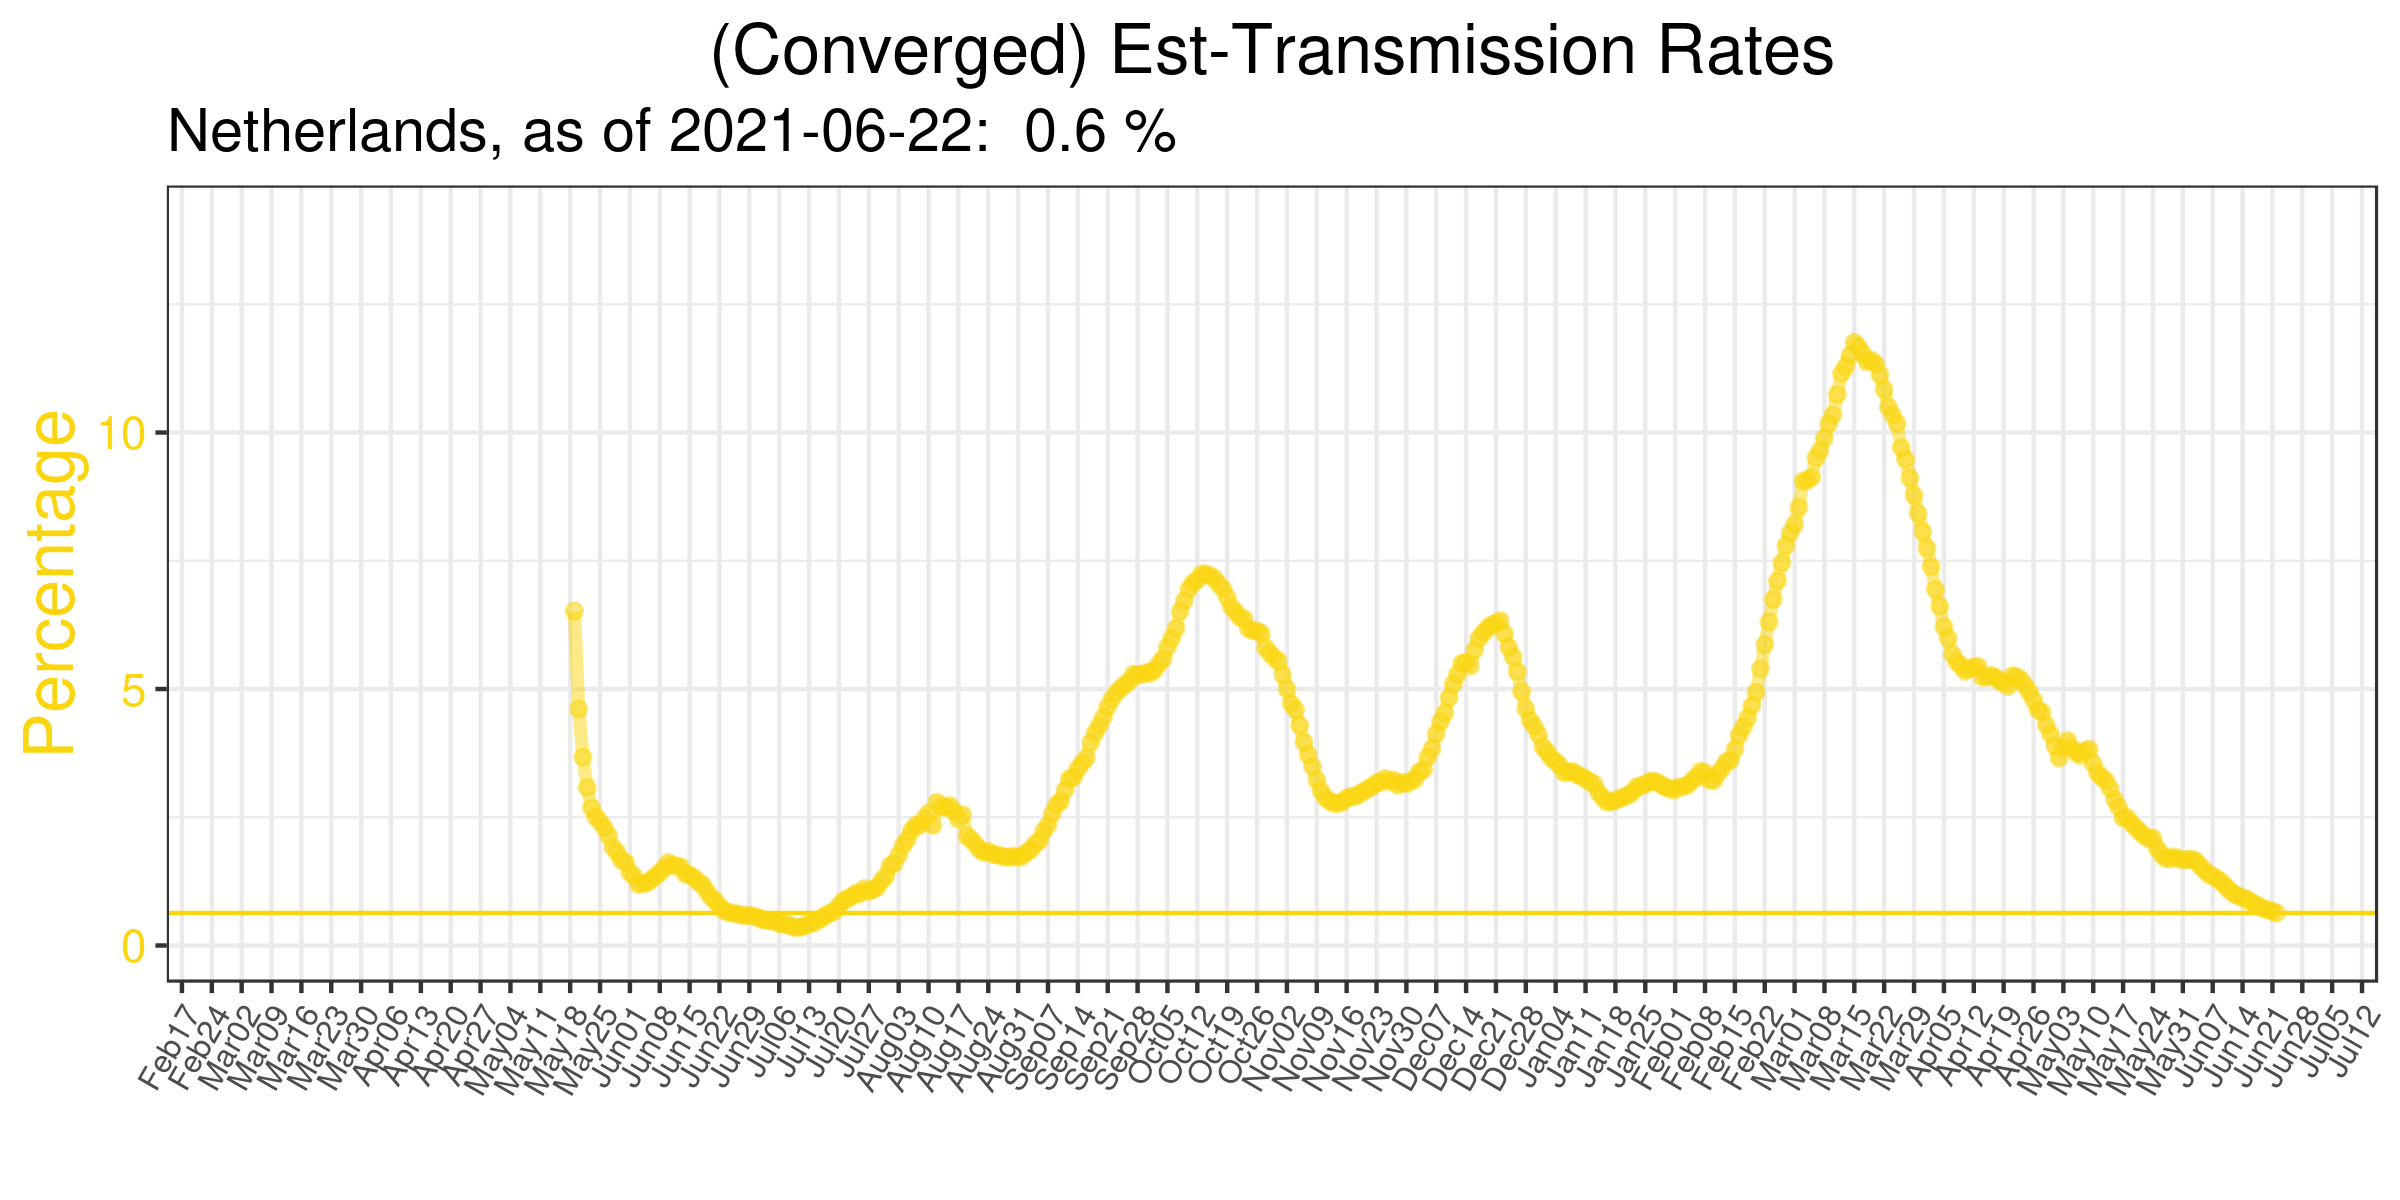 (Converged) Est-Transmission Rates
Netherlands, as of 2021-06-22: 0.6 %
Percentage
10
5
0
Feb17
Feb24
Mar02
Mar09
Mar16
Mar23
Mar30
Apr06
Apr13
Apr20
Apr27
May04
May11
May18
May25
Jun01
Jun08
Jun15
Jun22
Jun29
Jul06
Jul13
Jul20
Jul27
Aug03
Aug10
Aug17
Aug24
Aug31
Sep07
Sep14
Sep21
Sep28
Oct05
Oct12
Oct19
Oct26
Nov02
Nov09
Nov16
Nov23
Nov30
Dec07
Dec14
Dec21
Dec28
Jan04
Jan11
Jan18
Jan25
Feb01
Feb08
Feb15
Feb22
Mar01
Mar08
Mar15
Mar22
Mar29
Apr05
Apr12
Apr19
Apr26
May03
May10
May17
May24
May31
Jun07
Jun14
Jun21
Jun28
Jul05
Jul12